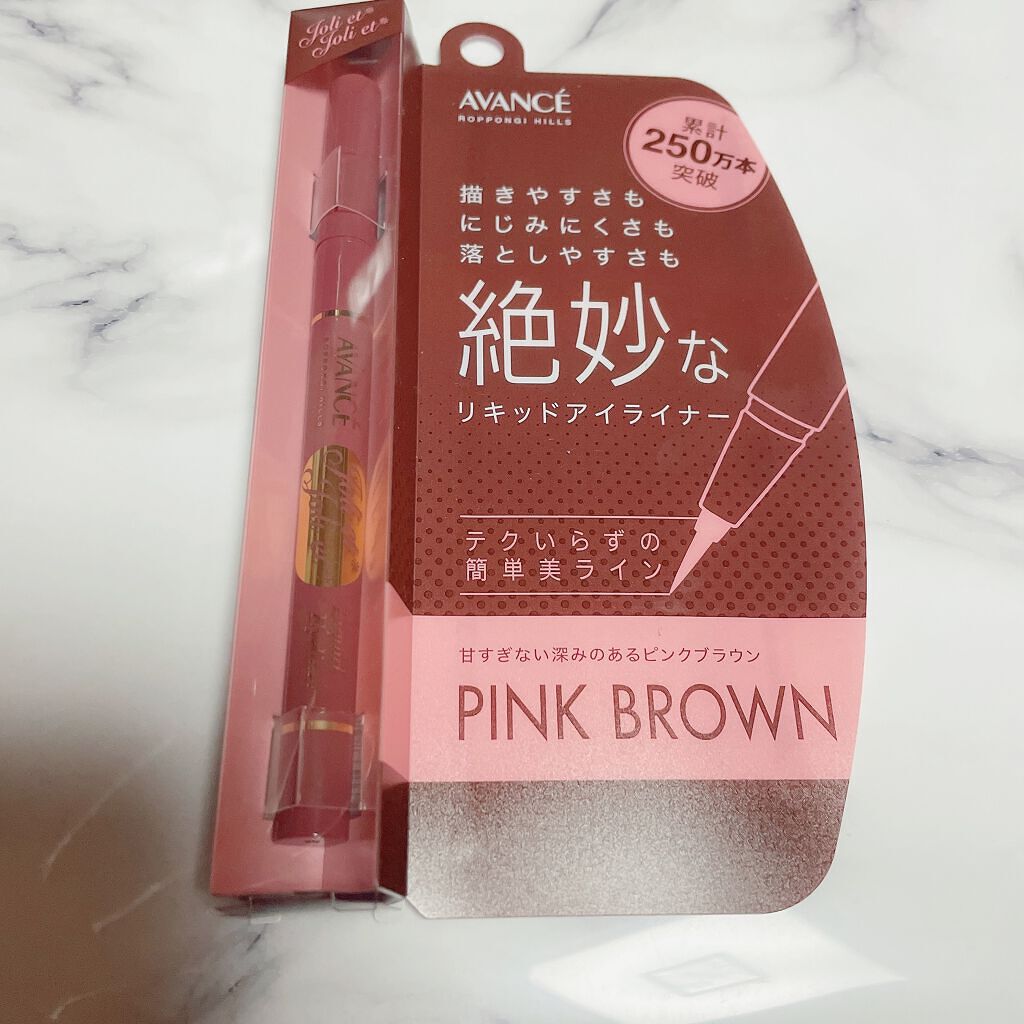 Joli et
Joli et
AVANCÉ
ROPPONGI HILLS
累計
250万本
突破
描きやすさも
にじみにくさも
落としやすさも
絶妙な
リキッドアイライナー
テクいらずの
簡単美ライン
甘すぎない深みのあるピンクブラウン
PINK BROWN
AVANCÉ
ROPPONGI HILLS